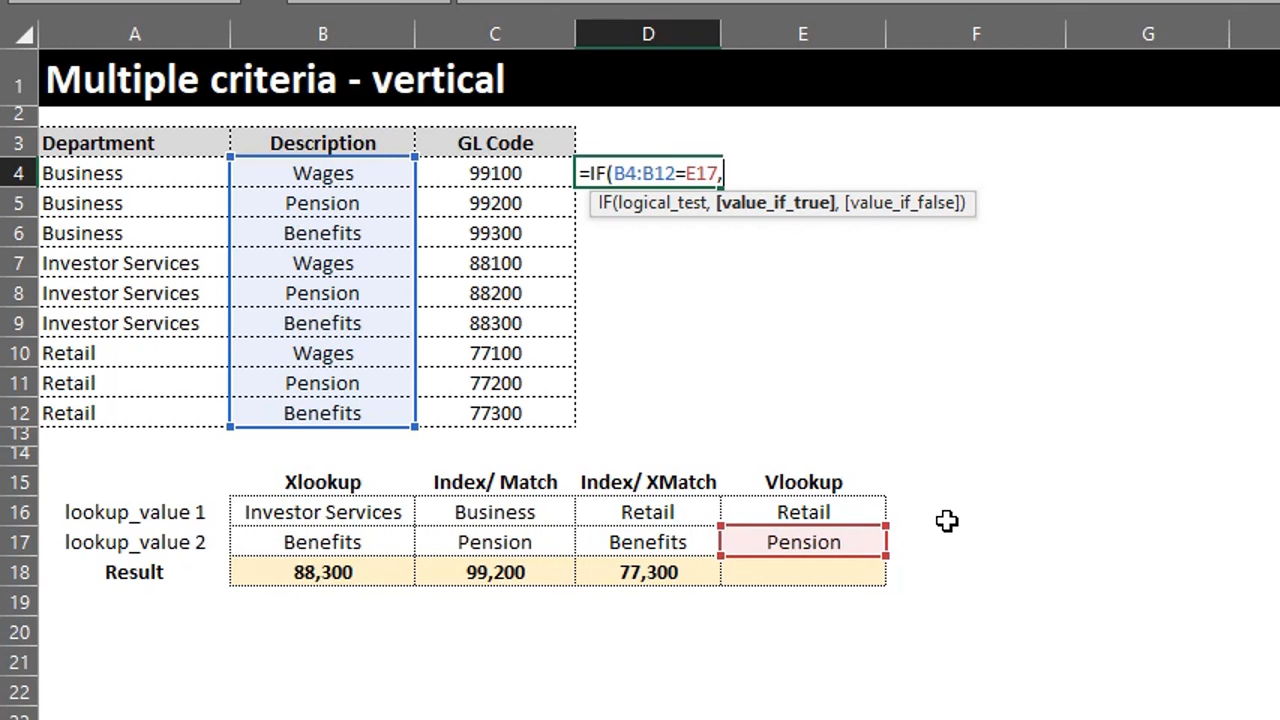 A B C D E F G
1 Multiple criteria - vertical
2
3 Department Description GL Code
4 Business Wages 99100 =IF(B4:B12=E17,
5 Business Pension 99200 IF(logical_test, [value_if_true], [value_if_false])
6 Business Benefits 99300
7 Investor Services Wages 88100
8 Investor Services Pension 88200
9 Investor Services Benefits 88300
10 Retail Wages 77100
11 Retail Pension 77200
12 Retail Benefits 77300
13
14
15 Xlookup Index/ Match Index/ XMatch Vlookup
16 lookup_value 1 Investor Services Business Retail Retail
17 lookup_value 2 Benefits Pension Benefits Pension
18 Result 88,300 99,200 77,300
19
20
21
22